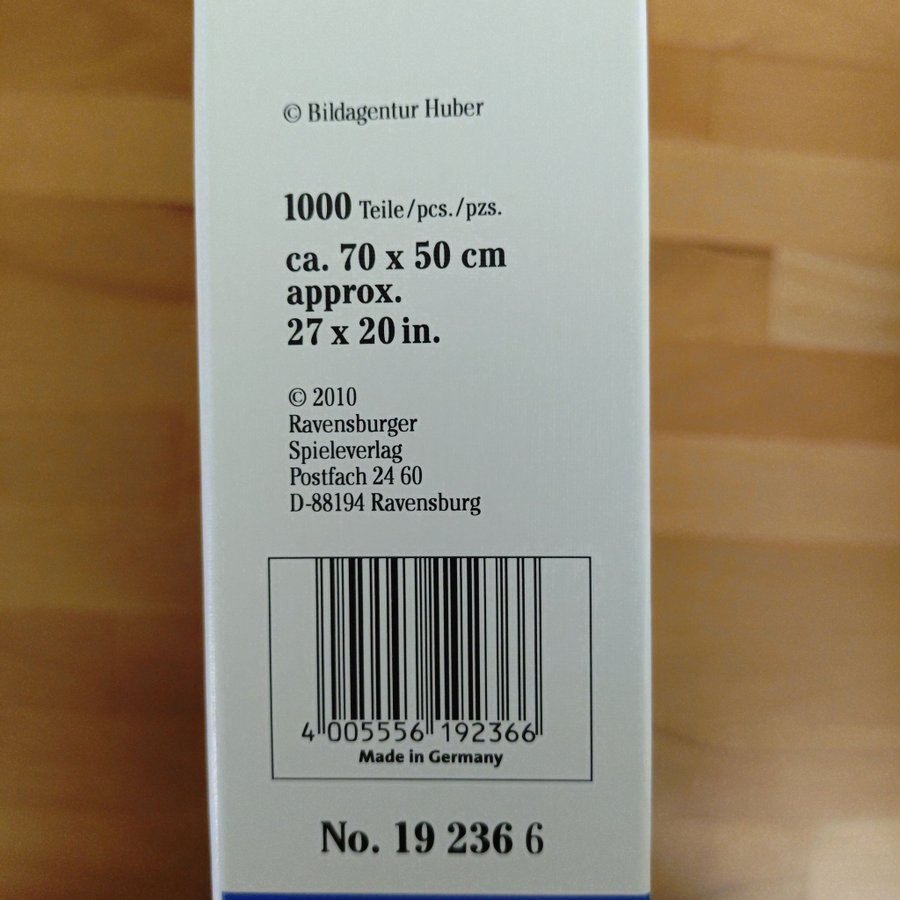 © Bildagentur Huber
1000 Teile/pcs./pzs.
ca. 70 x 50 cm
approx.
27 x 20 in.
© 2010
Ravensburger
Spieleverlag
Postfach 24 60
D-88194 Ravensburg
4 005556 192366
Made in Germany
No. 19 236 6